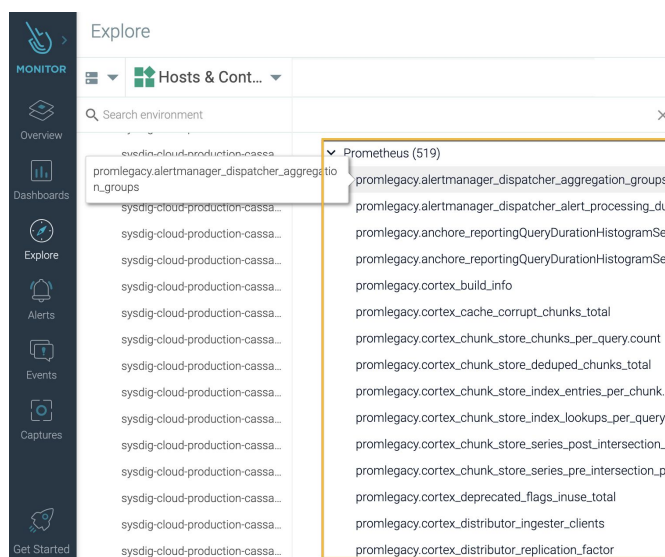 Explore
MONITOR
Hosts & Cont...
Search environment
Overview
Dashboards
Explore
Alerts
Events
Captures
Get Started
sysdig-cloud-production-cassa...
promlegacy.alertmanager_dispatcher_aggregatio
n_groups
sysdig-cloud-production-cassa...
sysdig-cloud-production-cassa...
sysdig-cloud-production-cassa...
sysdig-cloud-production-cassa...
sysdig-cloud-production-cassa...
sysdig-cloud-production-cassa...
sysdig-cloud-production-cassa...
sysdig-cloud-production-cassa...
sysdig-cloud-production-cassa...
sysdig-cloud-production-cassa...
sysdig-cloud-production-cassa...
sysdig-cloud-production-cassa...
sysdig-cloud-production-cassa...
sysdig-cloud-production-cassa...
Prometheus (519)
promlegacy.alertmanager_dispatcher_aggregation_groups
promlegacy.alertmanager_dispatcher_alert_processing_du
promlegacy.anchore_reportingQueryDurationHistogramSe
promlegacy.anchore_reportingQueryDurationHistogramSe
promlegacy.cortex_build_info
promlegacy.cortex_cache_corrupt_chunks_total
promlegacy.cortex_chunk_store_chunks_per_query.count
promlegacy.cortex_chunk_store_deduped_chunks_total
promlegacy.cortex_chunk_store_index_entries_per_chunk.
promlegacy.cortex_chunk_store_index_lookups_per_query
promlegacy.cortex_chunk_store_series_post_intersection_
promlegacy.cortex_chunk_store_series_pre_intersection_p
promlegacy.cortex_deprecated_flags_inuse_total
promlegacy.cortex_distributor_ingester_clients
promlegacy.cortex_distributor_replication_factor